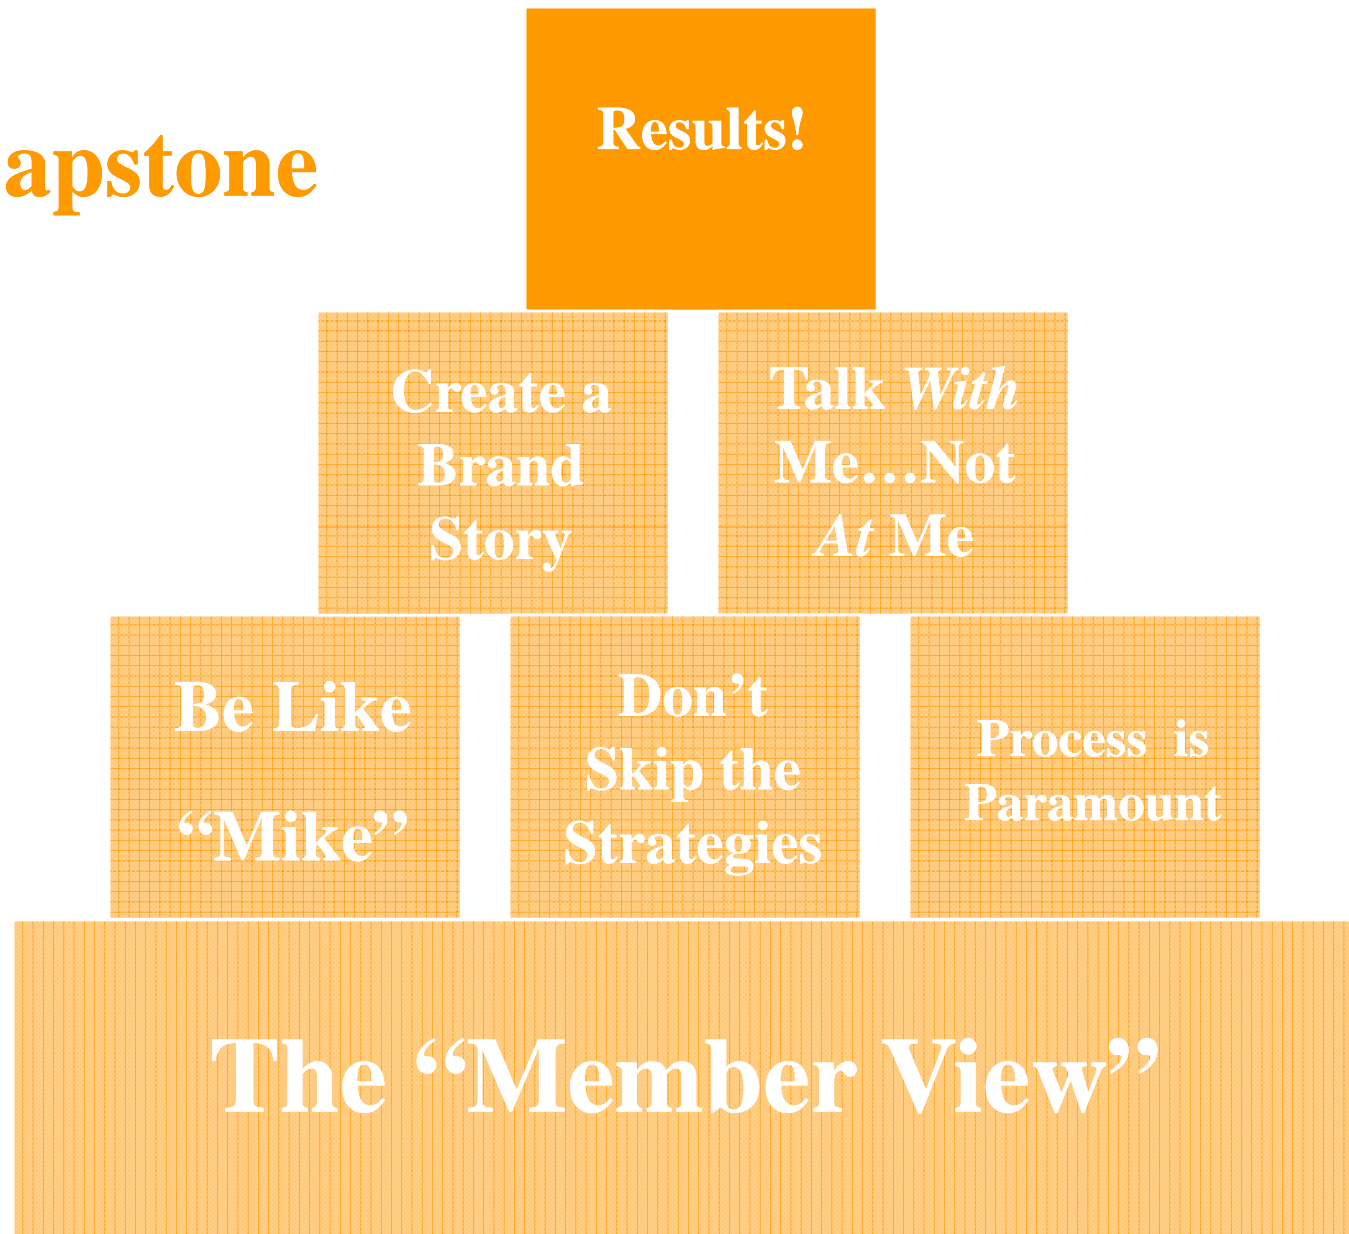 Results!
apstone
Create a
Brand
Story
Talk With
Me…Not
At Me
Be Like
“Mike”
Don’t
Skip the
Strategies
Process is
Paramount
The “Member View”